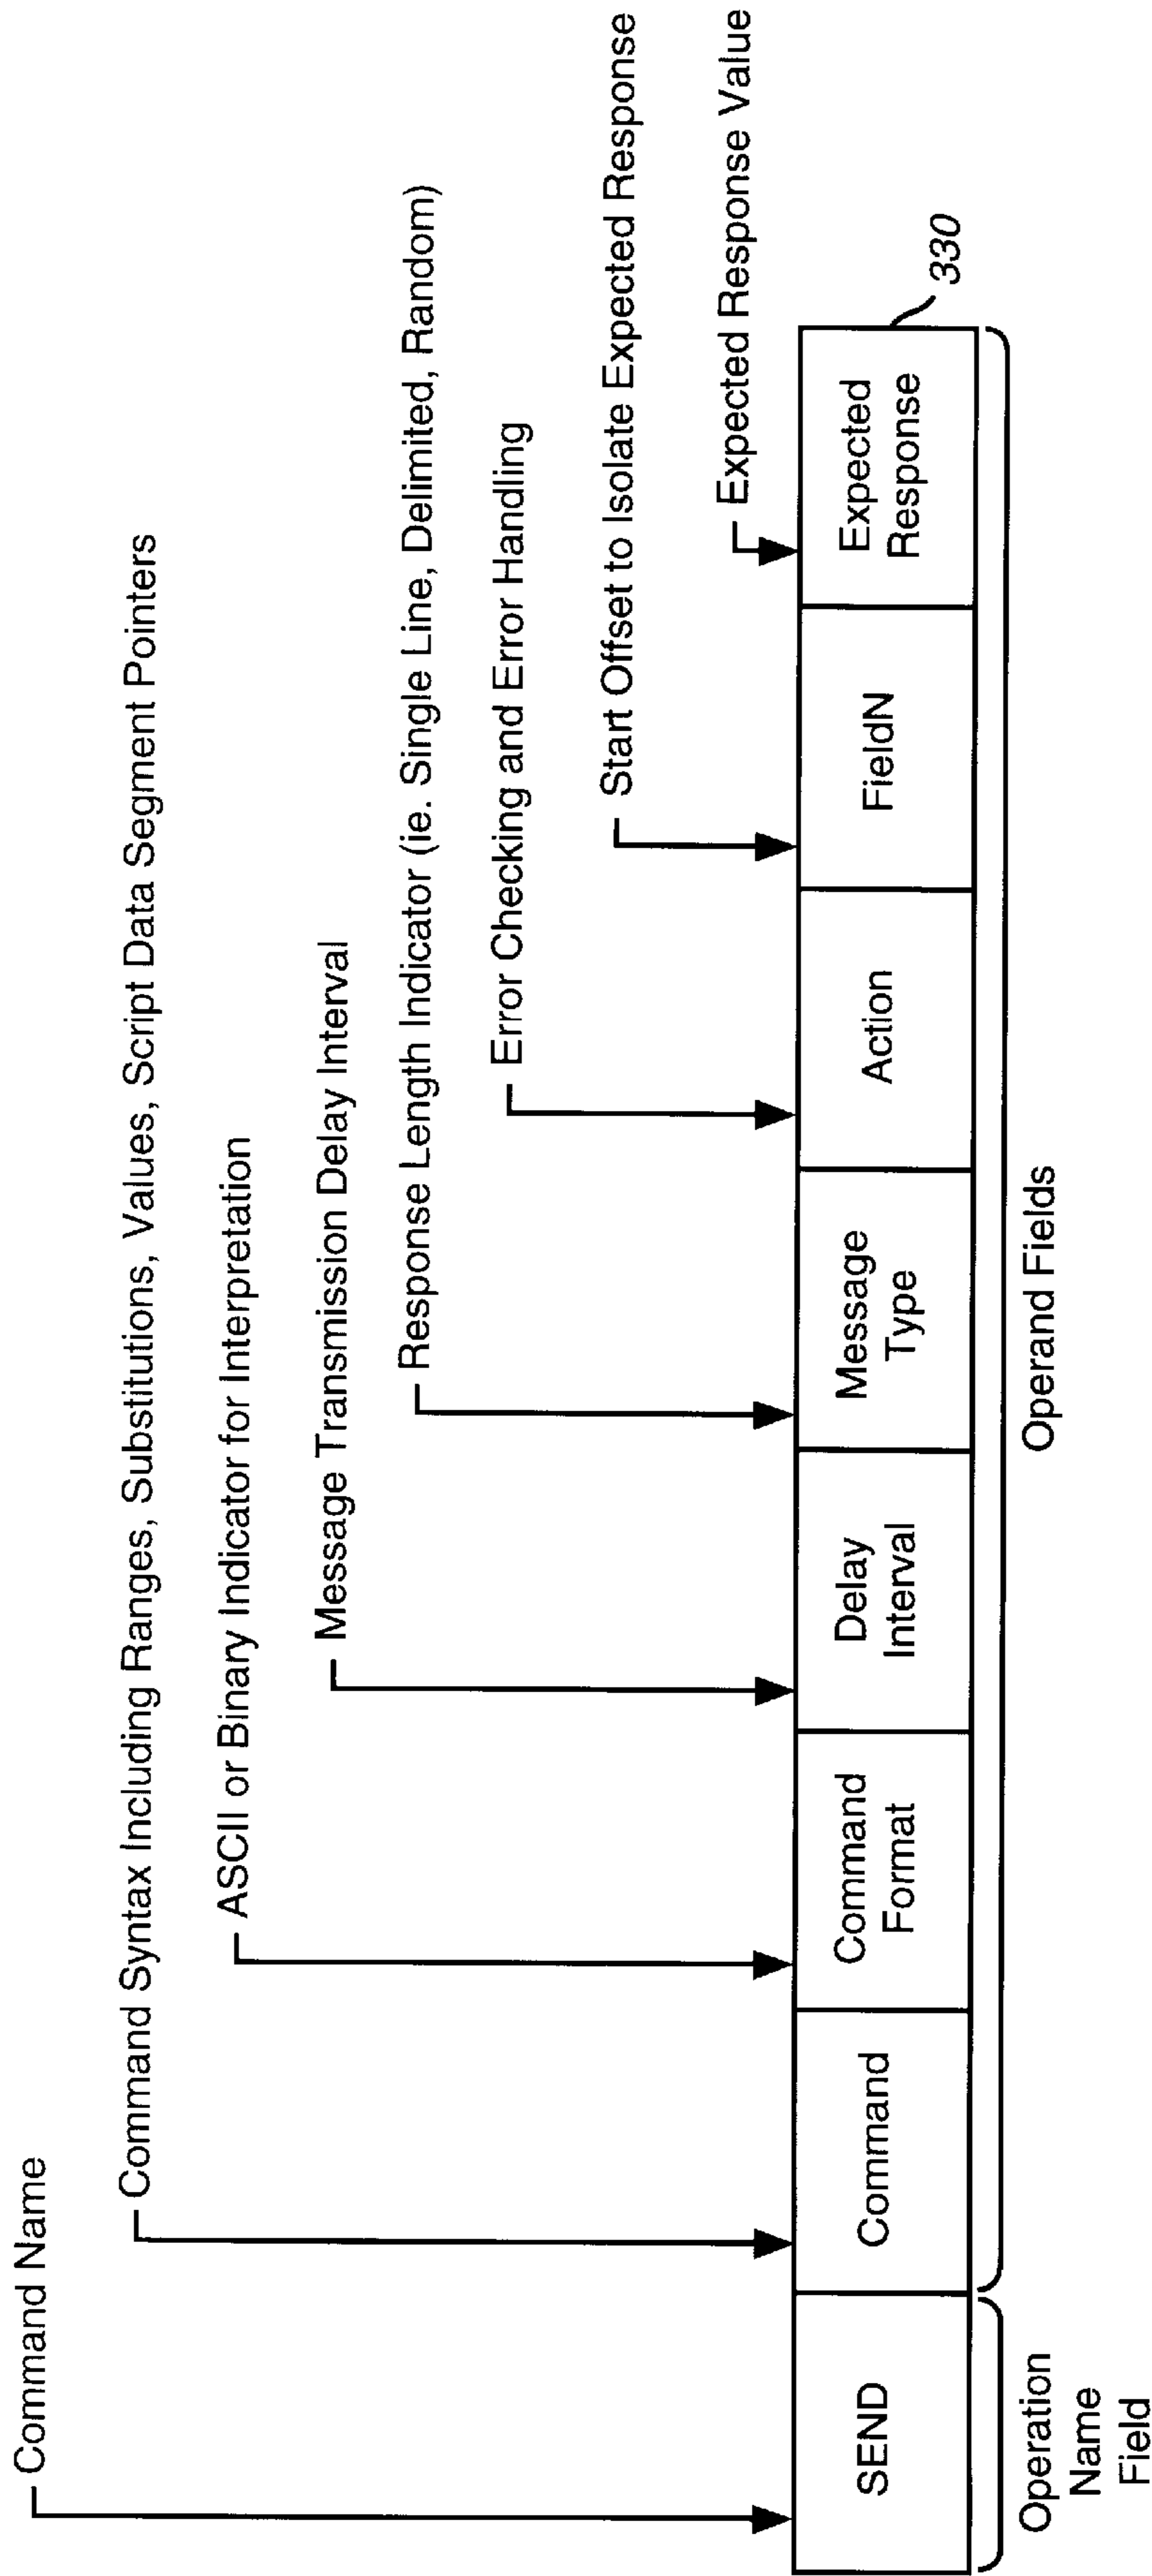 Command Name
Command Syntax Including Ranges, Substitutions, Values, Script Data Segment Pointers
ASCII or Binary Indicator for Interpretation
Message Transmission Delay Interval
Response Length Indicator (ie. Single Line, Delimited, Random)
Error Checking and Error Handling
Start Offset to Isolate Expected Response
Expected Response Value
330
SEND
Command
Command
Format
Delay
Interval
Message
Type
Action
FieldN
Expected
Response
Operation
Name
Field
Operand Fields